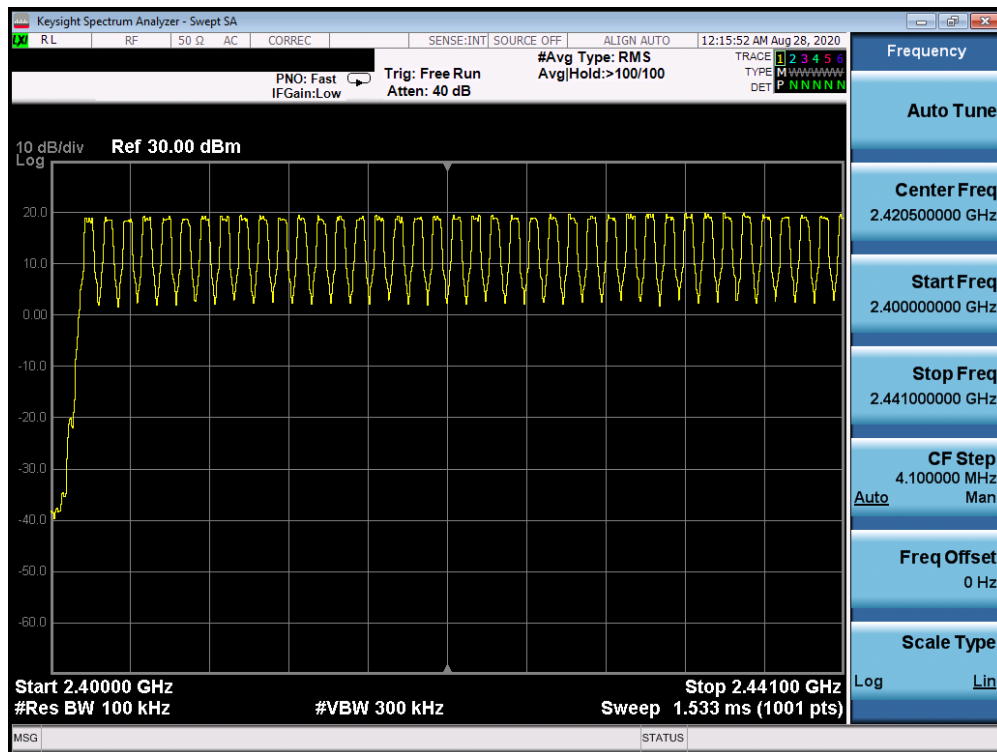 Keysight Spectrum Analyzer - Swept SA
LXI RL RF 50 Ω AC CORREC SENSE:INT SOURCE OFF ALIGN AUTO 12:15:52 AM Aug 28, 2020
PNO: Fast
IFGain:Low
Trig: Free Run
Atten: 40 dB
#Avg Type: RMS
Avg|Hold:>100/100
TRACE 1 2 3 4 5 6
TYPE M WWWWW
DET P N N N N N
10 dB/div
Log
Ref 30.00 dBm
20.0
10.0
0.00
-10.0
-20.0
-30.0
-40.0
-50.0
-60.0
Start 2.40000 GHz
Stop 2.44100 GHz
#Res BW 100 kHz
#VBW 300 kHz
Sweep 1.533 ms (1001 pts)
MSG
STATUS
Frequency
Auto Tune
Center Freq
2.420500000 GHz
Start Freq
2.400000000 GHz
Stop Freq
2.441000000 GHz
CF Step
4.100000 MHz
Auto Man
Freq Offset
0 Hz
Scale Type
Log Lin